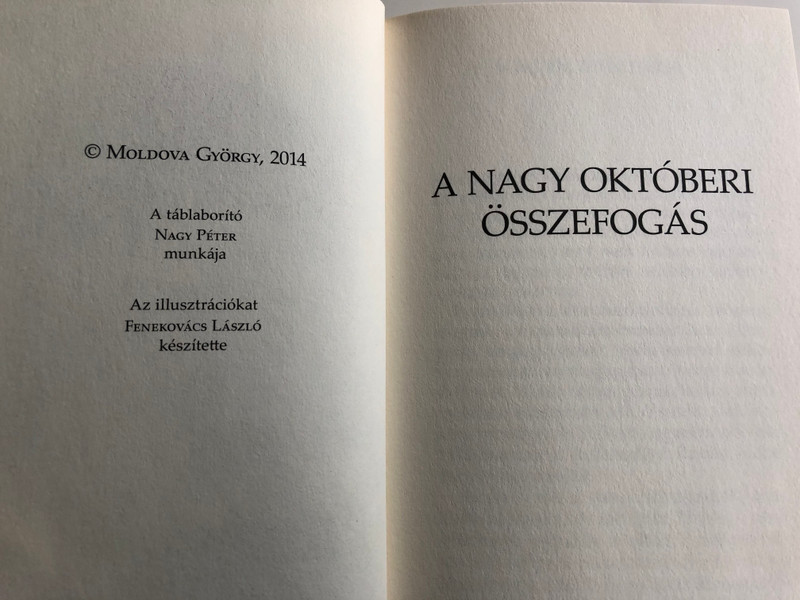 © Moldova György, 2014
A táblaborító
Nagy Péter
munkája
Az illusztrációkat
Fenekovács László
készítette
A NAGY OKTÓBERI
ÖSSZEFOGÁS